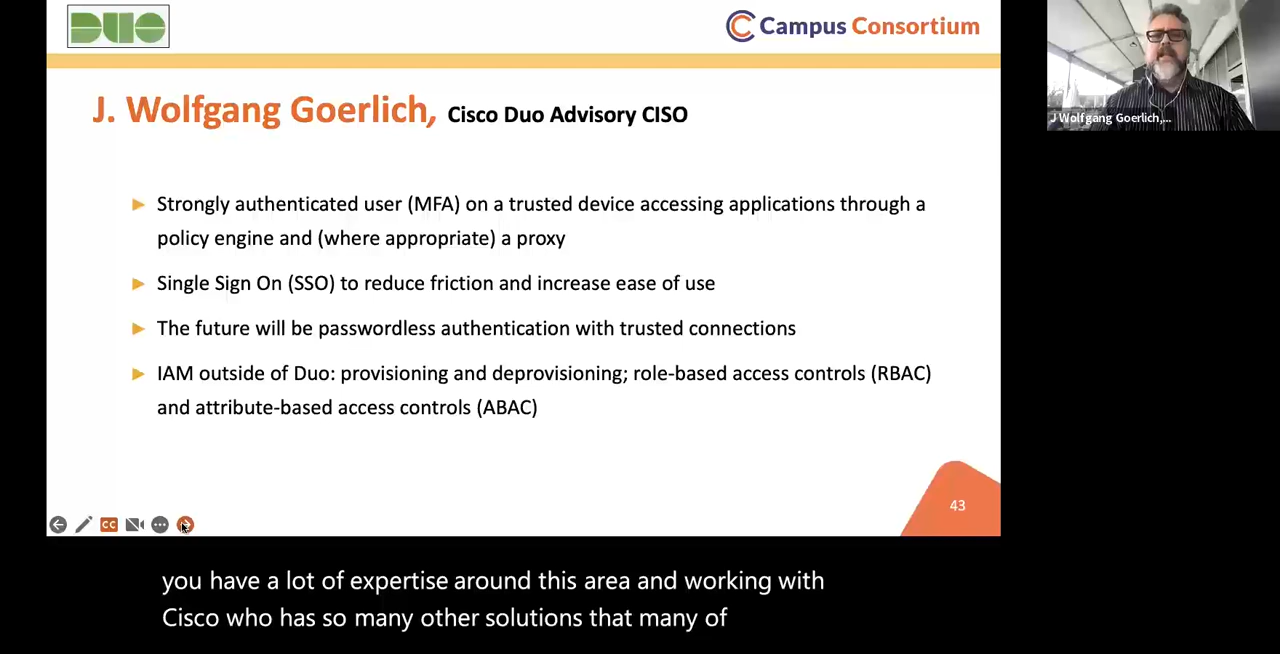 DUO
Campus Consortium
J. Wolfgang Goerlich, Cisco Duo Advisory CISO
J Wolfgang Goerlich,...
Strongly authenticated user (MFA) on a trusted device accessing applications through a
policy engine and (where appropriate) a proxy
Single Sign On (SSO) to reduce friction and increase ease of use
The future will be passwordless authentication with trusted connections
IAM outside of Duo: provisioning and deprovisioning; role-based access controls (RBAC)
and attribute-based access controls (ABAC)
43
CC
you have a lot of expertise around this area and working with
Cisco who has so many other solutions that many of